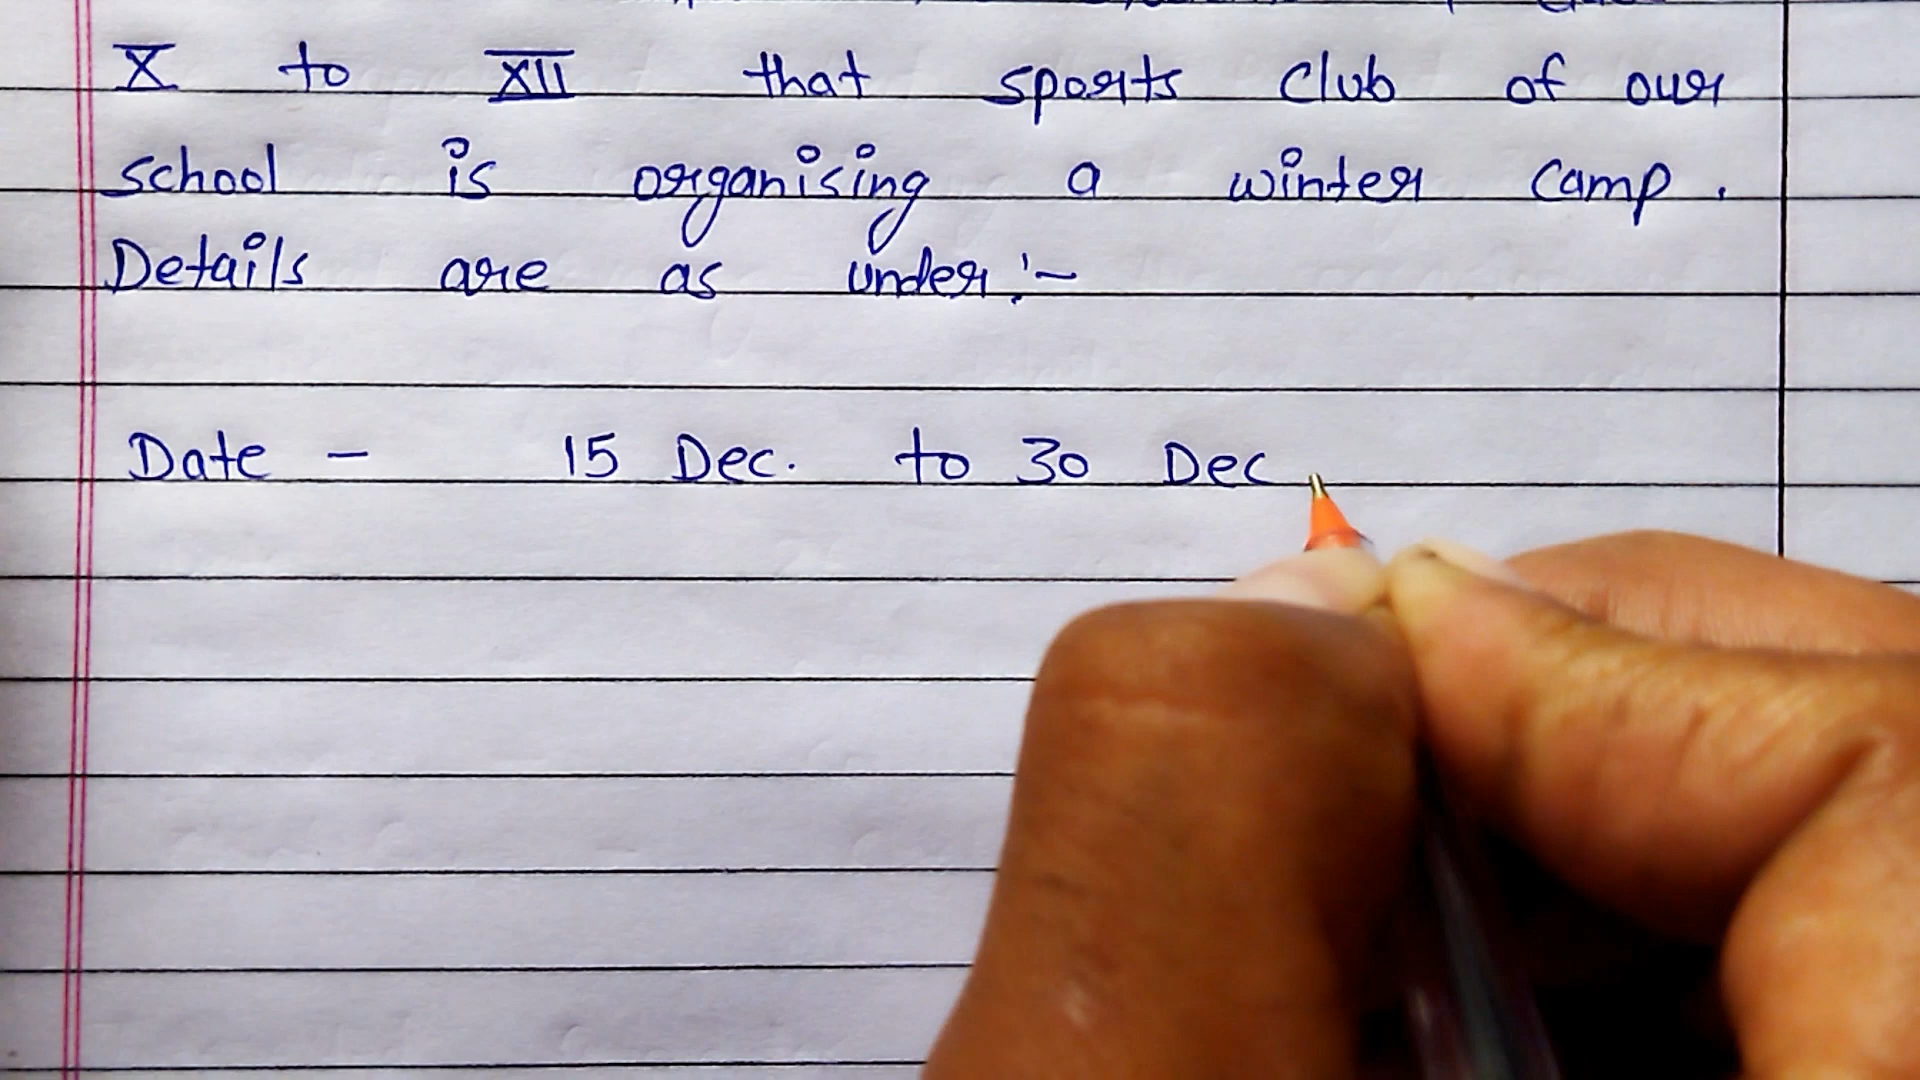 X to XII that sports club of our
school is organising a winter camp.
Details are as under :-
Date - 15 Dec. to 30 Dec.